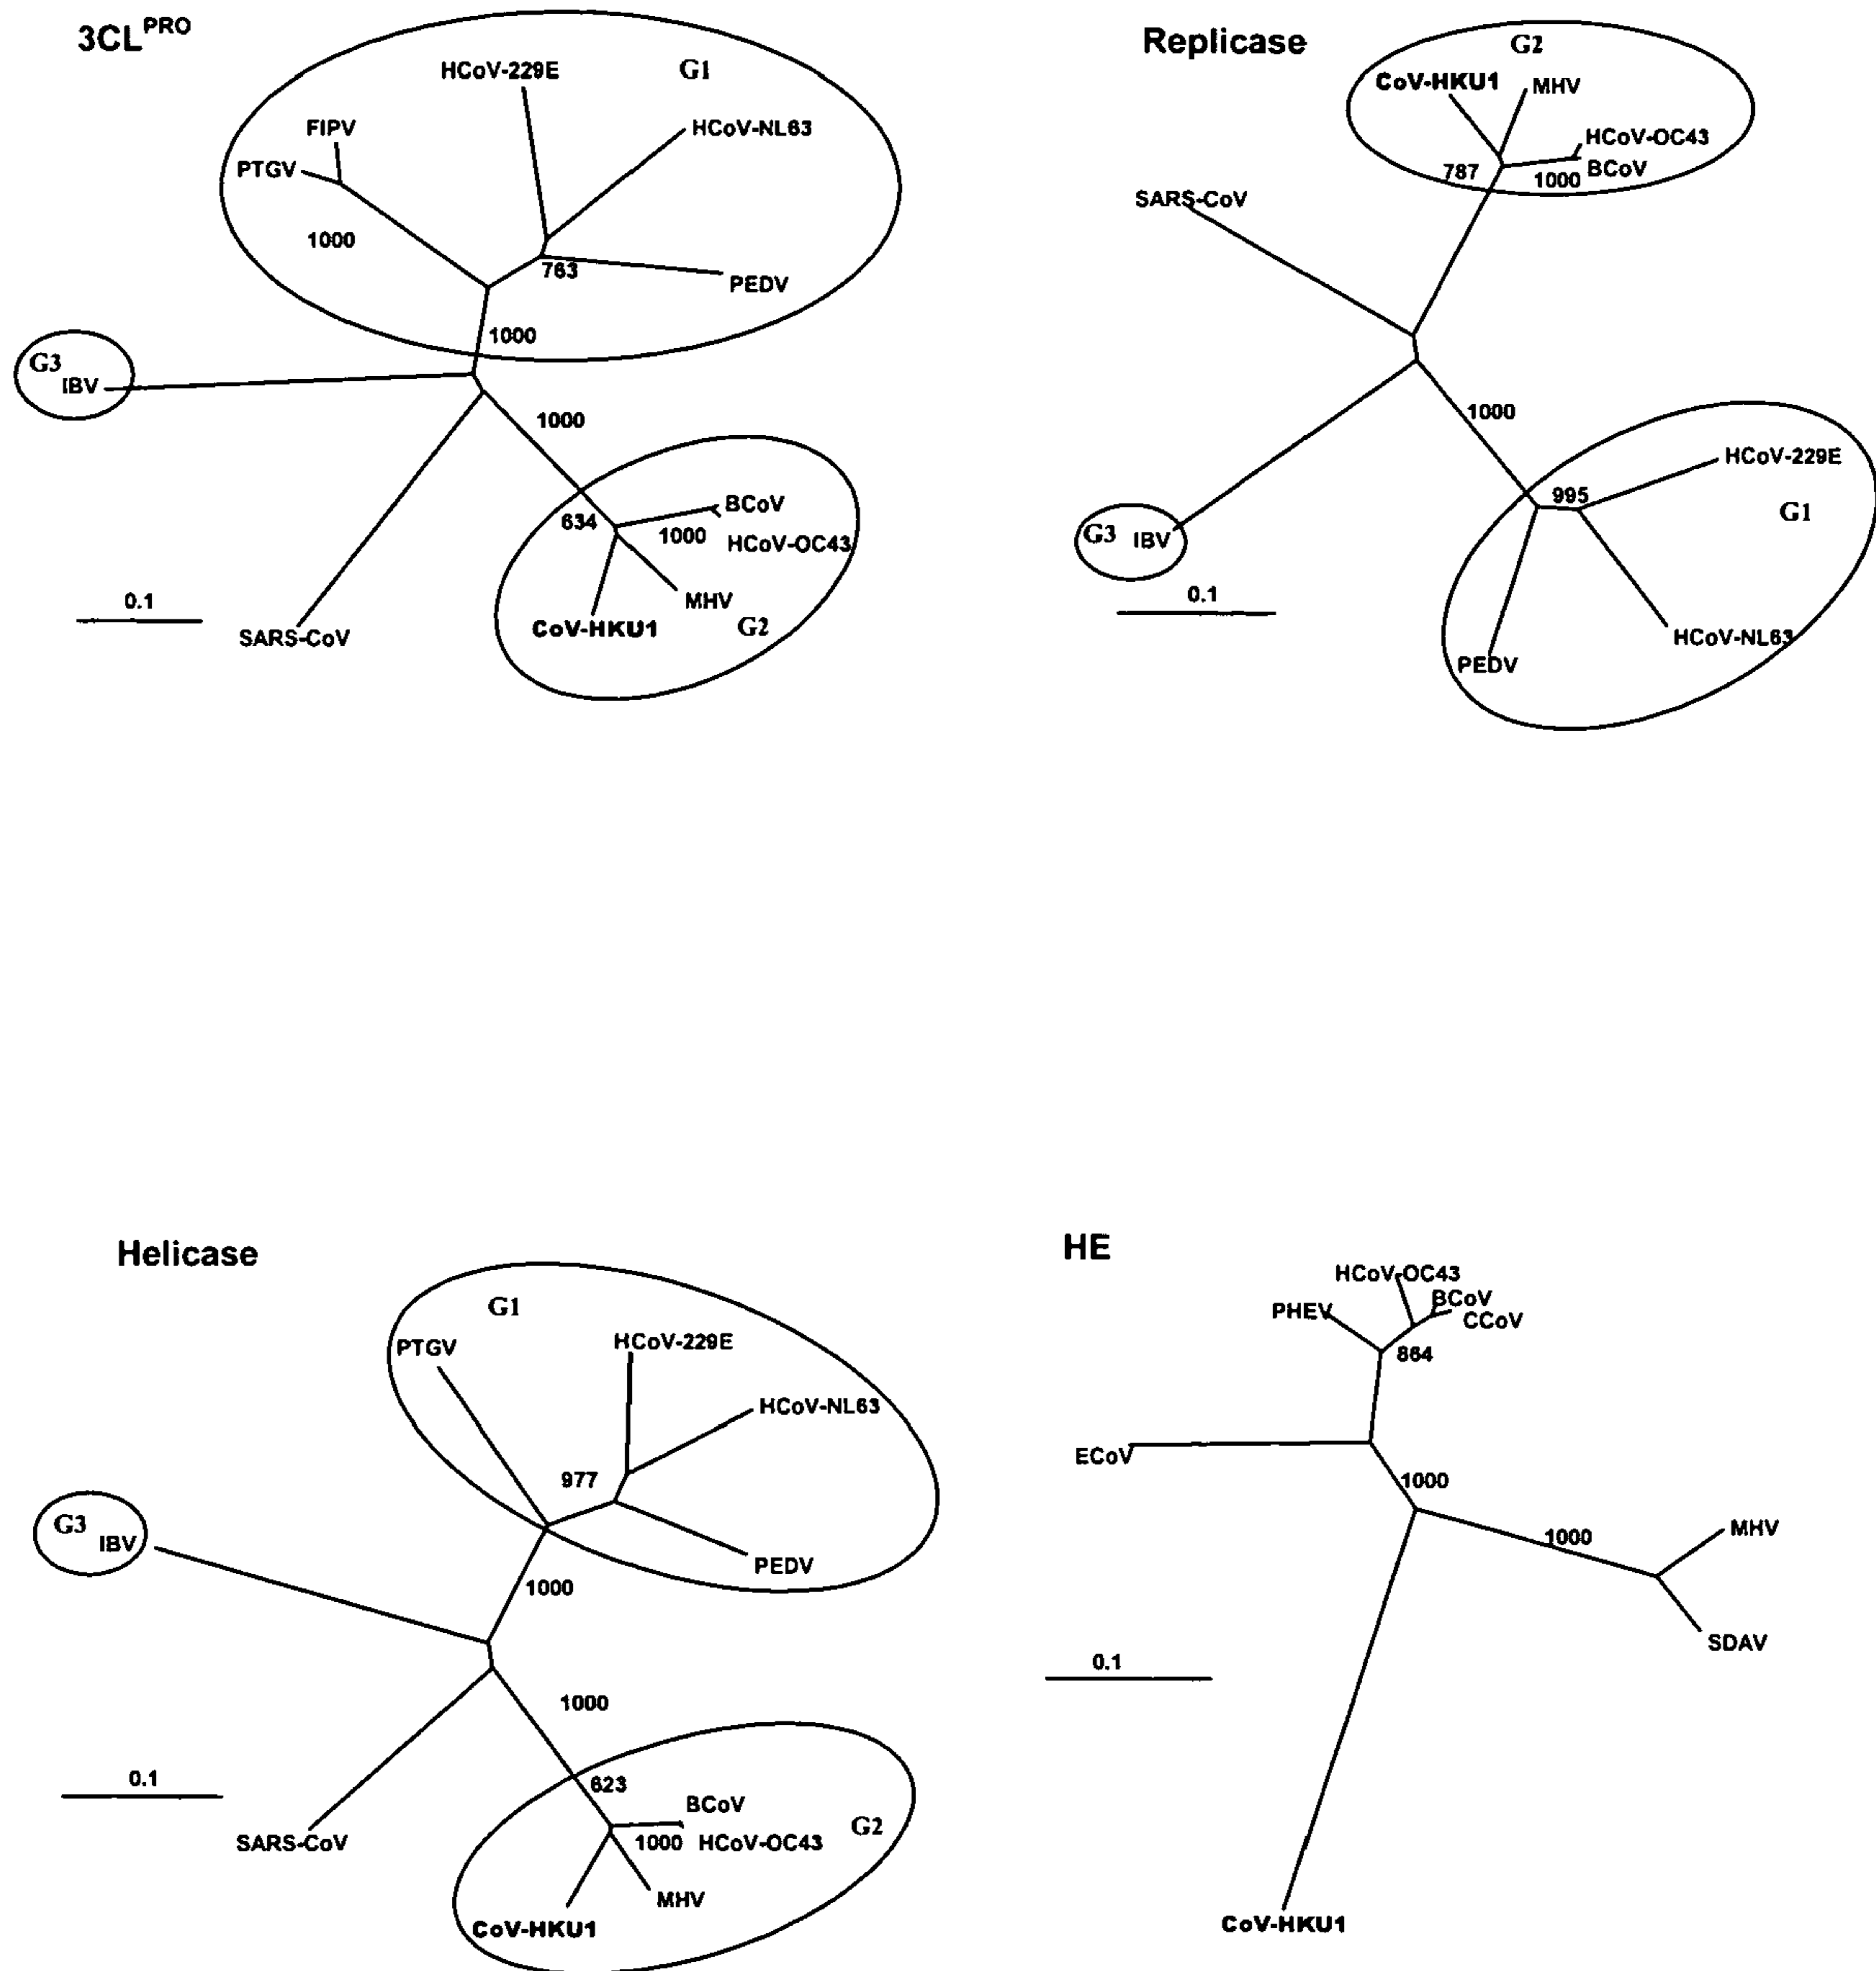 3CL^PRO
G1
HCoV-229E
HCoV-NL63
FIPV
PTGV
1000
763
PEDV
1000
G3
IBV
1000
634
BCoV
1000
HCoV-OC43
0.1
MHV
CoV-HKU1
G2
SARS-CoV
Replicase
G2
CoV-HKU1
MHV
HCoV-OC43
787
1000
BCoV
SARS-CoV
1000
HCoV-229E
995
G1
G3
IBV
0.1
HCoV-NL63
PEDV
Helicase
G1
PTGV
HCoV-229E
HCoV-NL63
977
G3
IBV
PEDV
1000
1000
0.1
623
BCoV
G2
SARS-CoV
1000
HCoV-OC43
MHV
CoV-HKU1
HE
HCoV-OC43
BCoV
PHEV
CCoV
864
ECoV
1000
MHV
1000
SDAV
0.1
CoV-HKU1